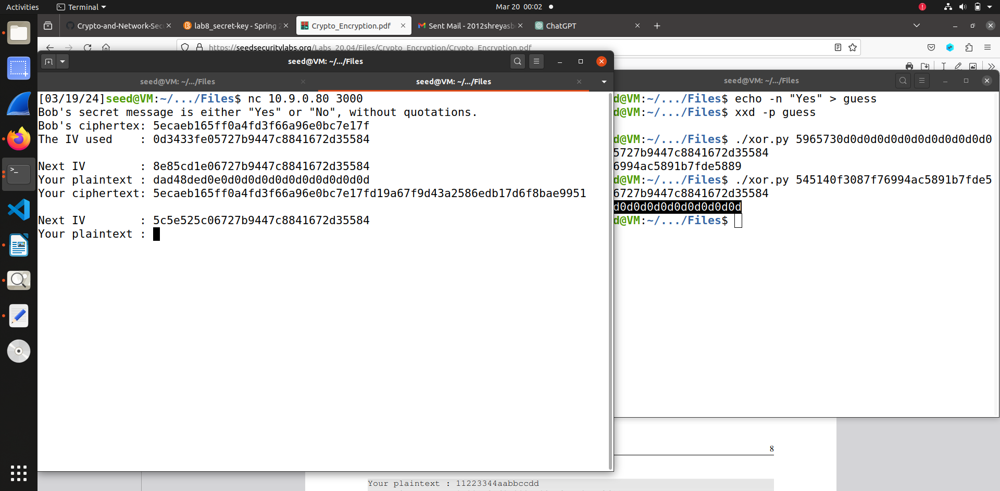 Activities
Terminal
Mar 20 00:02
Crypto-and-Network-Sec
lab8_secret-key - Spring 2
Crypto_Encryption.pdf
Sent Mail - 2012shreyasb
ChatGPT
https://seedsecuritylabs.org/Labs_20.04/Files/Crypto_Encryption/Crypto_Encryption.pdf
seed@VM: ~/.../Files
seed@VM: ~/.../Files
seed@VM: ~/.../Files
[03/19/24]seed@VM:~/.../Files$ nc 10.9.0.80 3000
Bob's secret message is either "Yes" or "No", without quotations.
Bob's ciphertex: 5ecaeb165ff0a4fd3f66a96e0bc7e17f
The IV used    : 0d3433fe05727b9447c8841672d35584
Next IV        : 8e85cd1e06727b9447c8841672d35584
Your plaintext : dad48ded0e0d0d0d0d0d0d0d0d0d0d0d
Your ciphertext: 5ecaeb165ff0a4fd3f66a96e0bc7e17fd19a67f9d43a2586edb17d6f8bae9951
Next IV        : 5c5e525c06727b9447c8841672d35584
Your plaintext :
seed@VM: ~/.../Files
d@VM:~/.../Files$ echo -n "Yes" > guess
d@VM:~/.../Files$ xxd -p guess
d@VM:~/.../Files$ ./xor.py 5965730d0d0d0d0d0d0d0d0d0d0d0
5727b9447c8841672d35584
6994ac5891b7fde5889
d@VM:~/.../Files$ ./xor.py 545140f3087f76994ac5891b7fde5
6727b9447c8841672d35584
d0d0d0d0d0d0d0d0d0d
d@VM:~/.../Files$
8
Your plaintext : 11223344aabbccdd